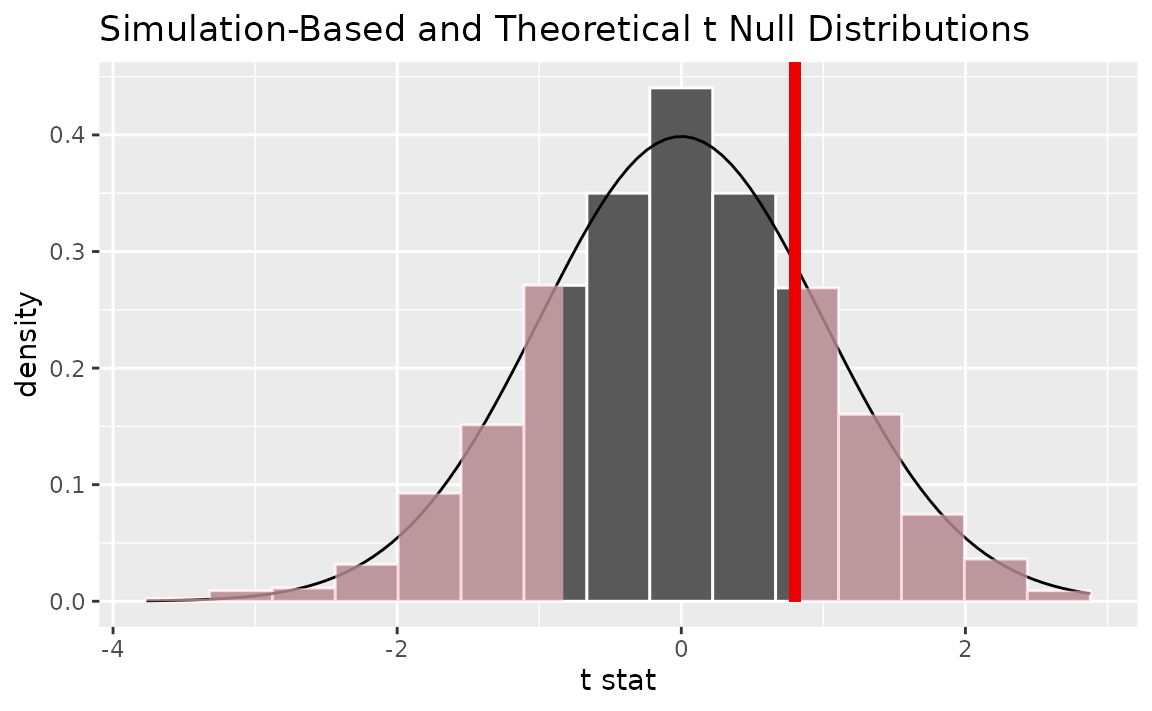 Simulation-Based and Theoretical t Null Distributions
density
0.4
0.3
0.2
0.1
0.0
-4 -2 0 2
t stat